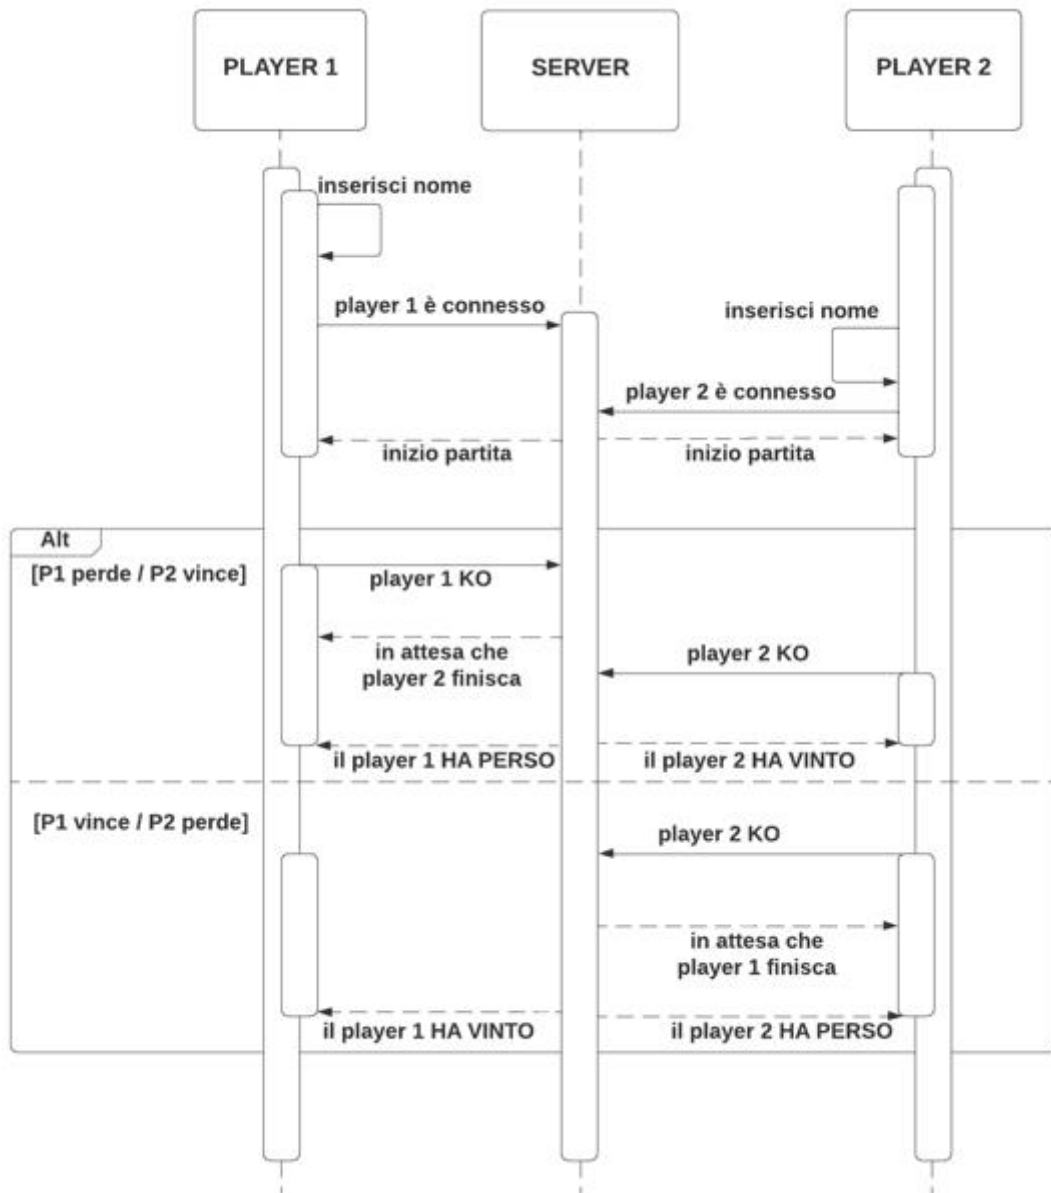 PLAYER 1
SERVER
PLAYER 2
inserisci nome
player 1 è connesso
inserisci nome
player 2 è connesso
inizio partita
inizio partita
Alt
[P1 perde / P2 vince]
player 1 KO
in attesa che
player 2 finisca
player 2 KO
il player 1 HA PERSO
il player 2 HA VINTO
[P1 vince / P2 perde]
player 2 KO
in attesa che
player 1 finisca
il player 1 HA VINTO
il player 2 HA PERSO